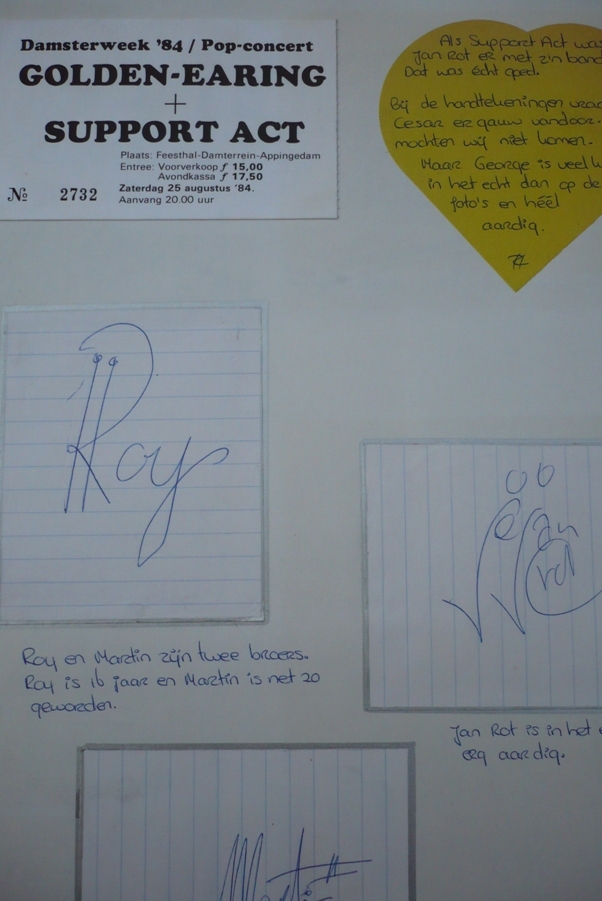 Damsterweek '84 / Pop-concert
GOLDEN-EARING
+
SUPPORT ACT
Plaats: Feesthal-Damterrein-Appingedam
Entree: Voorverkoop ƒ 15,00
Avondkassa ƒ 17,50
Zaterdag 25 augustus '84.
Aanvang 20.00 uur
№ 2732
Als Support Act was
Jan Rot er met z'n band
Dat was écht goed.
Bij de handtekeningen
Cesar er gauw vandoor.
mochten wij niet komen.
Maar George is veel
in het echt dan op de
foto's en héél
aardig.
Roy
Jan
Rot
Roy en Martin zijn twee broers.
Roy is 16 jaar en Martin is net 20
geworden.
Jan Rot is in het
erg aardig.
Martin